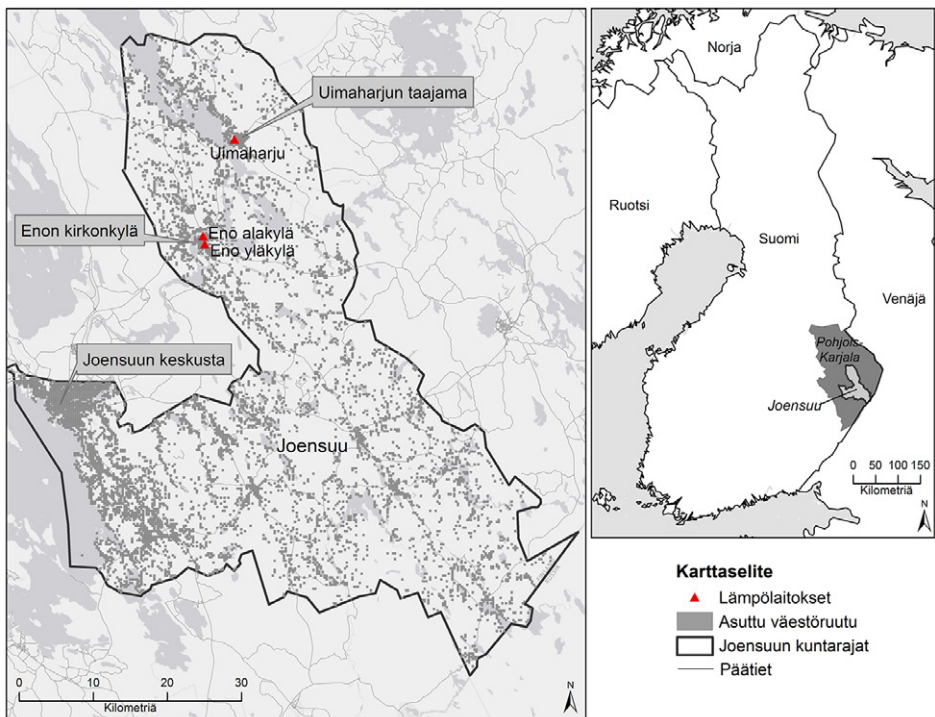 Uimaharjun taajama
Uimaharju
Enon kirkonkylä
Eno alakylä
Eno yläkylä
Joensuun keskusta
Joensuu
0 10 20 30
Kilometriä
N
Norja
Ruotsi
Suomi
Venäjä
Pohjois-
Karjala
Joensuu
0 50 100 150
Kilometriä
N
Karttaselite
Lämpölaitokset
Asuttu väestöruutu
Joensuun kuntarajat
Päätiet